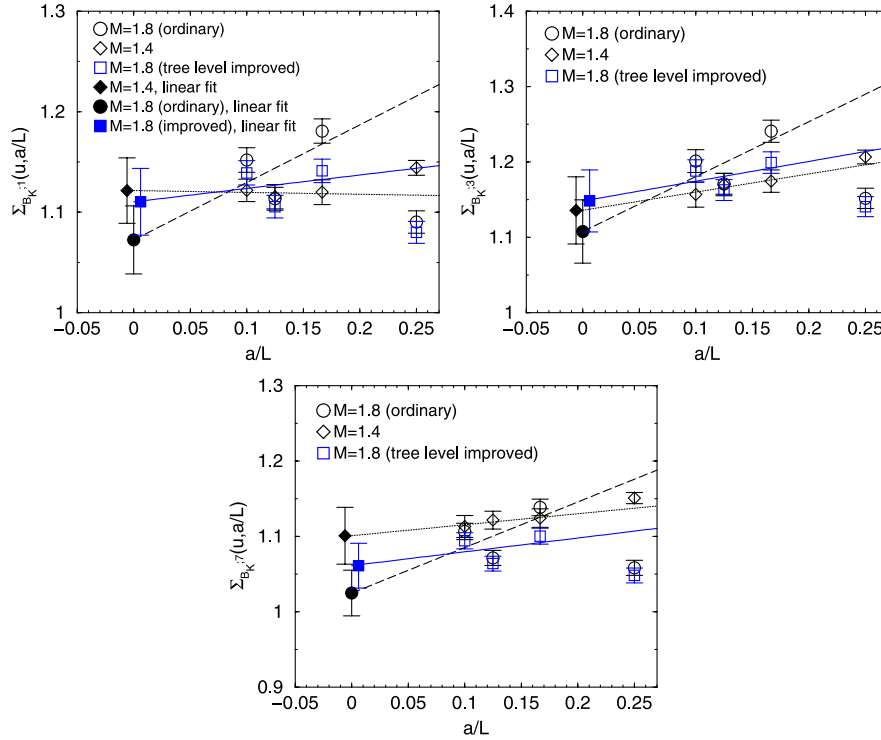 1.3
1.2
1.1
1
Σ_{B_K;1}(u,a/L)
M=1.8 (ordinary)
M=1.4
M=1.8 (tree level improved)
M=1.4, linear fit
M=1.8 (ordinary), linear fit
M=1.8 (improved), linear fit
-0.05 0 0.05 0.1 0.15 0.2 0.25
a/L
1.4
1.3
1.2
1.1
1
Σ_{B_K;3}(u,a/L)
M=1.8 (ordinary)
M=1.4
M=1.8 (tree level improved)
-0.05 0 0.05 0.1 0.15 0.2 0.25
a/L
1.3
1.2
1.1
1
0.9
Σ_{B_K;7}(u,a/L)
M=1.8 (ordinary)
M=1.4
M=1.8 (tree level improved)
-0.05 0 0.05 0.1 0.15 0.2 0.25
a/L